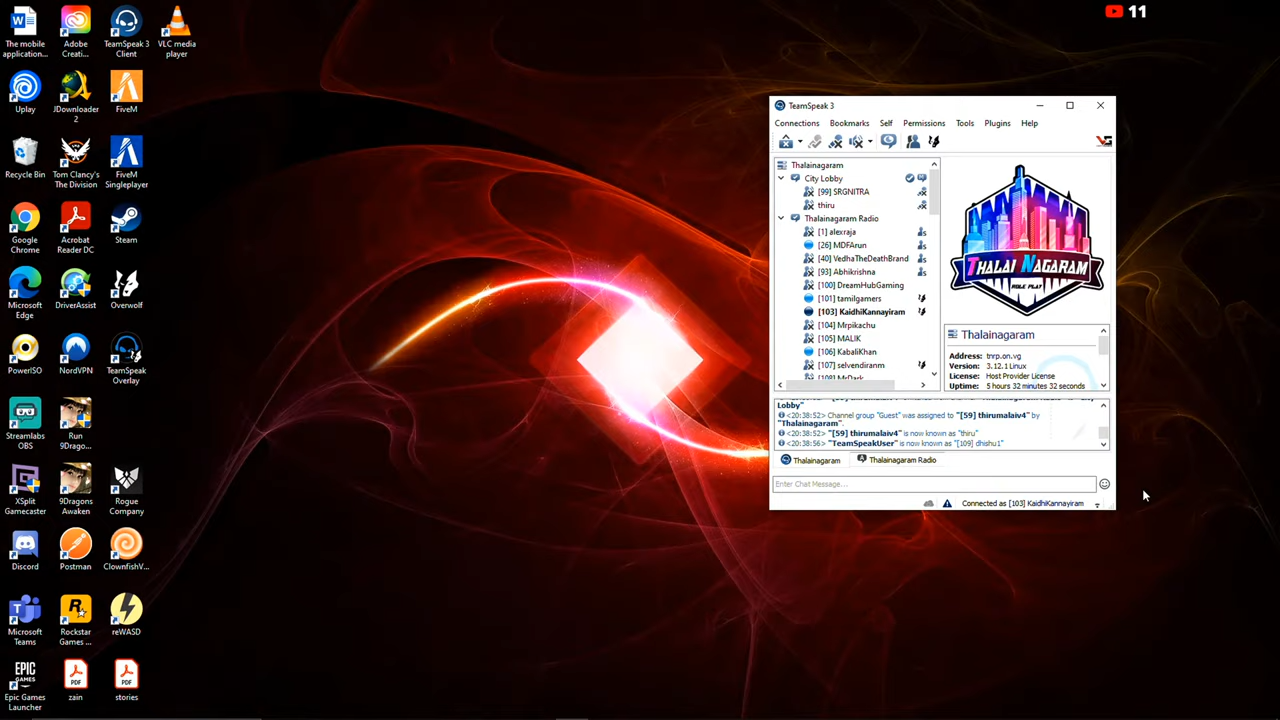 11
The mobile
application...
Adobe
Creati...
TeamSpeak 3
Client
VLC media
player
Uplay
JDownloader
2
FiveM
Recycle Bin
Tom Clancy's
The Division
FiveM
Singleplayer
Google
Chrome
Acrobat
Reader DC
Steam
Microsoft
Edge
DriverAssist
Overwolf
PowerISO
NordVPN
TeamSpeak
Overlay
Streamlabs
OBS
Run
9Drago...
XSplit
Gamecaster
9Dragons
Awaken
Rogue
Company
Discord
Postman
ClownfishV...
Microsoft
Teams
Rockstar
Games ...
reWASD
EPIC
GAMES
Epic Games
Launcher
PDF
zain
PDF
stories
TeamSpeak 3
Connections Bookmarks Self Permissions Tools Plugins Help
Thalainagaram
City Lobby
[99] SRGNITRA
thiru
Thalainagaram Radio
[1] alexraja
[26] MDFArun
[40] VedhaTheDeathBrand
[93] Abhikrishna
[100] DreamHubGaming
[101] tamilgamers
[103] KaidhiKannayiram
[104] Mrpikachu
[105] MALIK
[106] KabaliKhan
[107] selvendiranm
[108] MrDark
THALAI NAGARAM
ROLE PLAY
Thalainagaram
Address: tnrp.on.vg
Version: 3.12.1 Linux
License: Host Provider License
Uptime: 5 hours 32 minutes 32 seconds
Lobby"
<20:38:52> Channel group "Guest" was assigned to "[59] thirumalaiv4" by
"Thalainagaram".
<20:38:52> "[59] thirumalaiv4" is now known as "thiru"
<20:38:56> "TeamSpeakUser" is now known as "[109] dhishu1"
Thalainagaram
Thalainagaram Radio
Enter Chat Message...
Connected as [103] KaidhiKannayiram